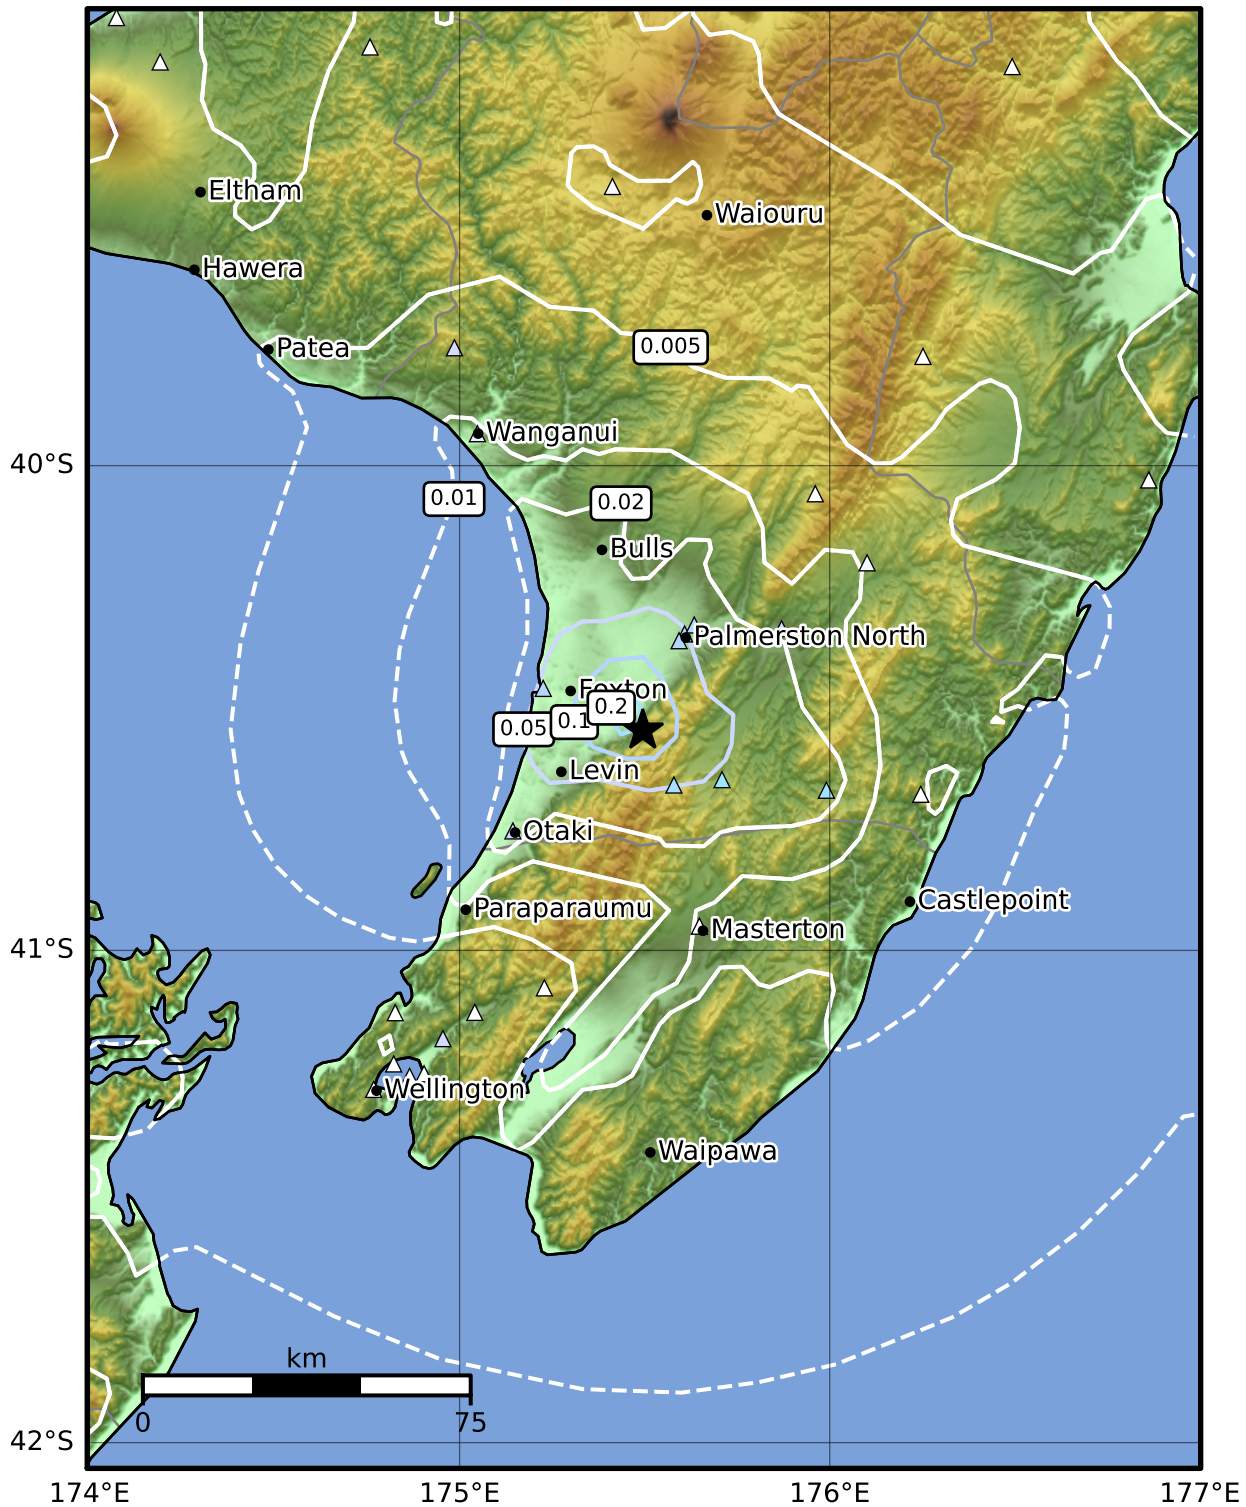 Eltham
Waiouru
Hawera
0.005
Patea
Wanganui
40°S
0.01
0.02
Bulls
Palmerston North
Foxton
0.2
0.1
0.05
Levin
Otaki
Castlepoint
Paraparaumu
Masterton
41°S
Wellington
Waipawa
km
0
75
42°S
174°E
175°E
176°E
177°E